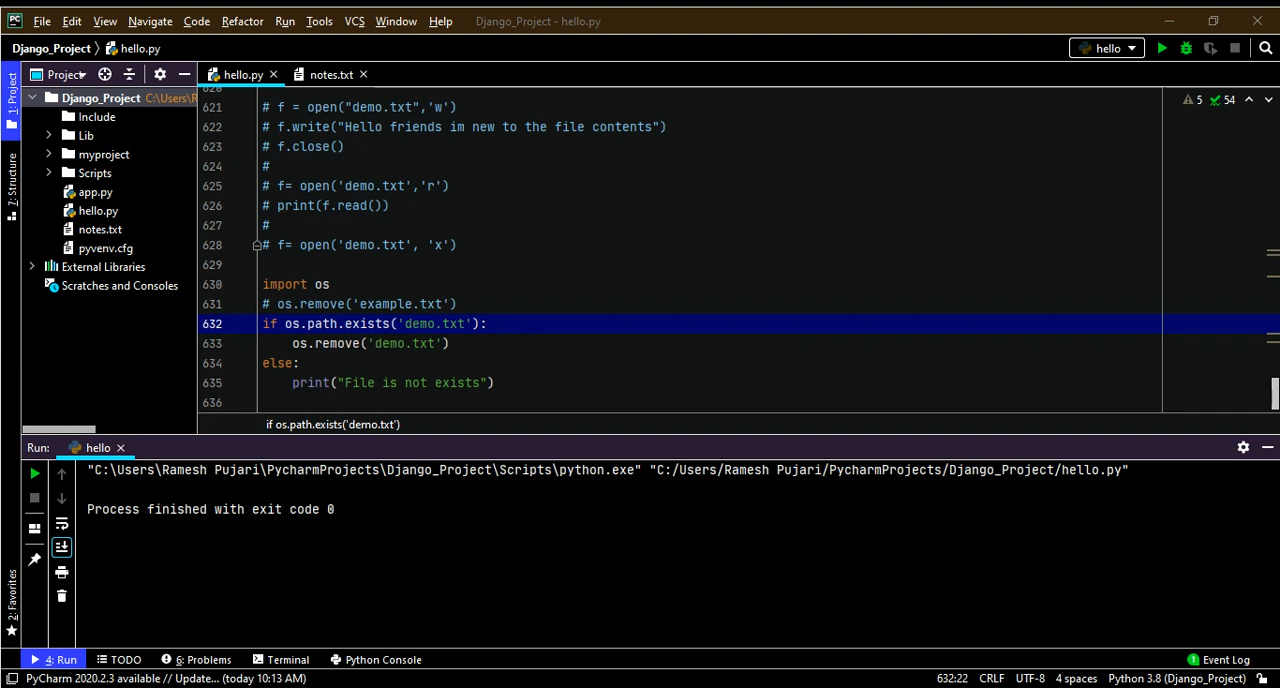 PC File Edit View Navigate Code Refactor Run Tools VCS Window Help Django_Project - hello.py
Django_Project hello.py hello
1: Project
7: Structure
2: Favorites
Project
hello.py notes.txt
Django_Project C:\Users\R
Include
Lib
myproject
Scripts
app.py
hello.py
notes.txt
pyvenv.cfg
External Libraries
Scratches and Consoles
5 54
621 # f = open("demo.txt",'w')
622 # f.write("Hello friends im new to the file contents")
623 # f.close()
624 #
625 # f= open('demo.txt','r')
626 # print(f.read())
627 #
628 # f= open('demo.txt', 'x')
629
630 import os
631 # os.remove('example.txt')
632 if os.path.exists('demo.txt'):
633 os.remove('demo.txt')
634 else:
635 print("File is not exists")
636
if os.path.exists('demo.txt')
Run: hello
"C:\Users\Ramesh Pujari\PycharmProjects\Django_Project\Scripts\python.exe" "C:/Users/Ramesh Pujari/PycharmProjects/Django_Project/hello.py"
Process finished with exit code 0
4: Run TODO 6: Problems Terminal Python Console 1 Event Log
PyCharm 2020.2.3 available // Update... (today 10:13 AM) 632:22 CRLF UTF-8 4 spaces Python 3.8 (Django_Project)